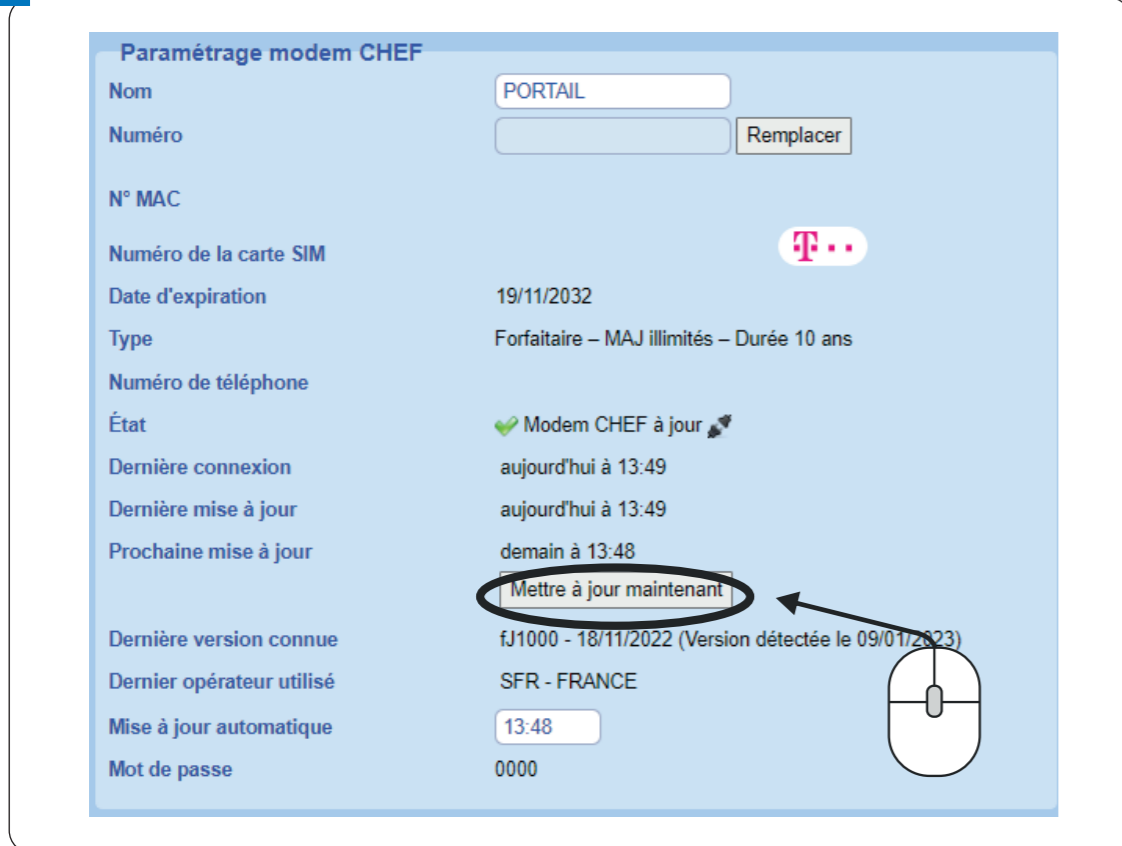 Paramétrage modem CHEF
Nom PORTAIL
Numéro Remplacer
N° MAC
Numéro de la carte SIM T
Date d'expiration 19/11/2032
Type Forfaitaire – MAJ illimités – Durée 10 ans
Numéro de téléphone
État Modem CHEF à jour
Dernière connexion aujourd'hui à 13:49
Dernière mise à jour aujourd'hui à 13:49
Prochaine mise à jour demain à 13:48
Mettre à jour maintenant
Dernière version connue fJ1000 - 18/11/2022 (Version détectée le 09/01/2023)
Dernier opérateur utilisé SFR - FRANCE
Mise à jour automatique 13:48
Mot de passe 0000